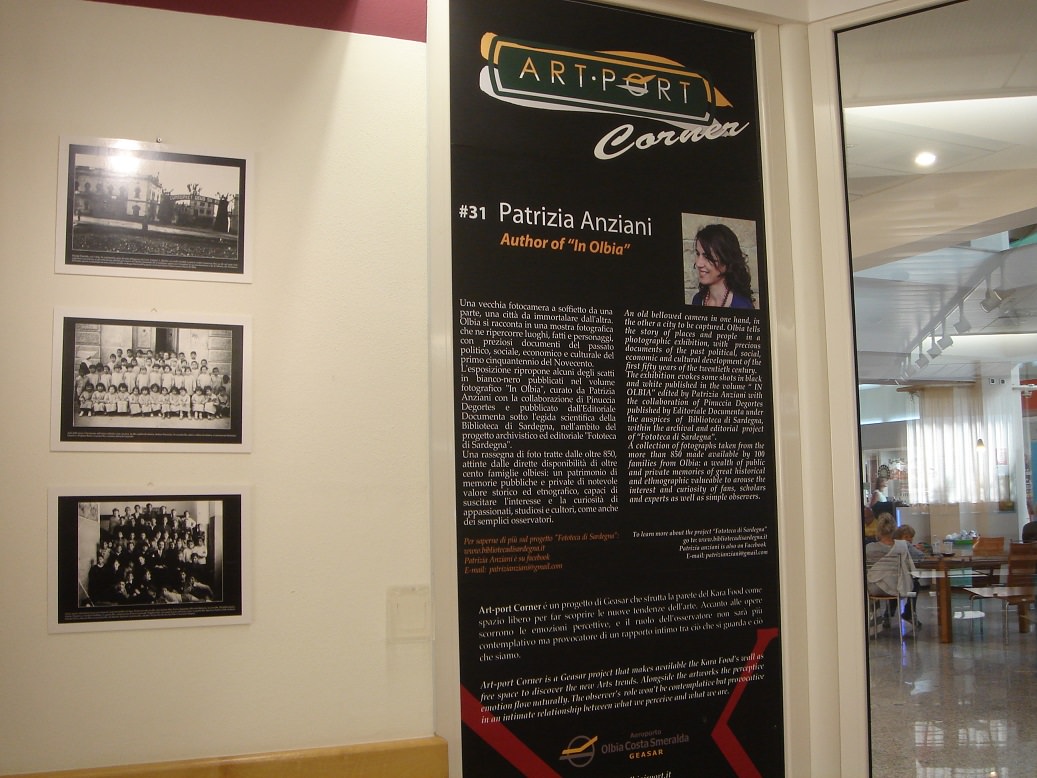 ART·PORT
Corner
#31 Patrizia Anziani
Author of "In Olbia"
Una vecchia fotocamera a soffietto da una
parte, una città da immortalare dall'altra.
Olbia si racconta in una mostra fotografica
che ne ripercorre luoghi, fatti e personaggi,
con preziosi documenti del passato
politico, sociale, economico e culturale del
primo cinquantennio del Novecento.
L'esposizione ripropone alcuni degli scatti
in bianco-nero pubblicati nel volume
fotografico "In Olbia", curato da Patrizia
Anziani con la collaborazione di Pinuccia
Degortes e pubblicato dall'Editoriale
Documenta sotto l'egida scientifica della
Biblioteca di Sardegna, nell'ambito del
progetto archivistico ed editoriale "Fototeca
di Sardegna".
Una rassegna di foto tratte dalle oltre 850,
attinte dalle dirette disponibilità di oltre
cento famiglie olbiesi: un patrimonio di
memorie pubbliche e private di notevole
valore storico ed etnografico, capaci di
suscitare l'interesse e la curiosità di
appassionati, studiosi e cultori, come anche
dei semplici osservatori.
Per saperne di più sul progetto "Fototeca di Sardegna":
www.bibliotecadisardegna.it
Patrizia Anziani è su facebook
E-mail: patrizianziani@gmail.com
An old bellowed camera in one hand, in
the other a city to be captured. Olbia tells
the story of places and people in a
photographic exhibition, with precious
documents of the past political, social,
economic and cultural development of the
first fifty years of the twentieth century.
The exhibition evokes some shots in black
and white published in the volume " IN
OLBIA" edited by Patrizia Anziani with
the collaboration of Pinuccia Degortes
published by Editoriale Documenta under
the auspices of Biblioteca di Sardegna,
within the archival and editorial project
of "Fototeca di Sardegna".
A collection of fotographs taken from the
more than 850 made available by 100
families from Olbia: a wealth of public
and private memories of great historical
and ethnographic valuable to arouse the
interest and curiosity of fans, scholars
and experts as well as simple observers.
To learn more about the project "Fototeca di Sardegna"
go to: www.bibliotecadisardegna.it
Patrizia anziani is also on Facebook
E-mail: patrizianziani@gmail.com
Art-port Corner è un progetto di Geasar che sfrutta la parete del Kara Food come
spazio libero per far scoprire le nuove tendenze dell'arte. Accanto alle opere
scorrono le emozioni percettive, e il ruolo dell'osservatore non sarà più
contemplativo ma provocatore di un rapporto intimo tra ciò che si guarda e ciò
che siamo.
Art-port Corner is a Geasar project that makes available the Kara Food's wall as
free space to discover the new Arts trends. Alongside the artworks the perceptive
emotion flow naturally. The observer's role won't be contemplative but provocative
in an intimate relationship between what we perceive and what we are.
Aeroporto
Olbia Costa Smeralda
GEASAR